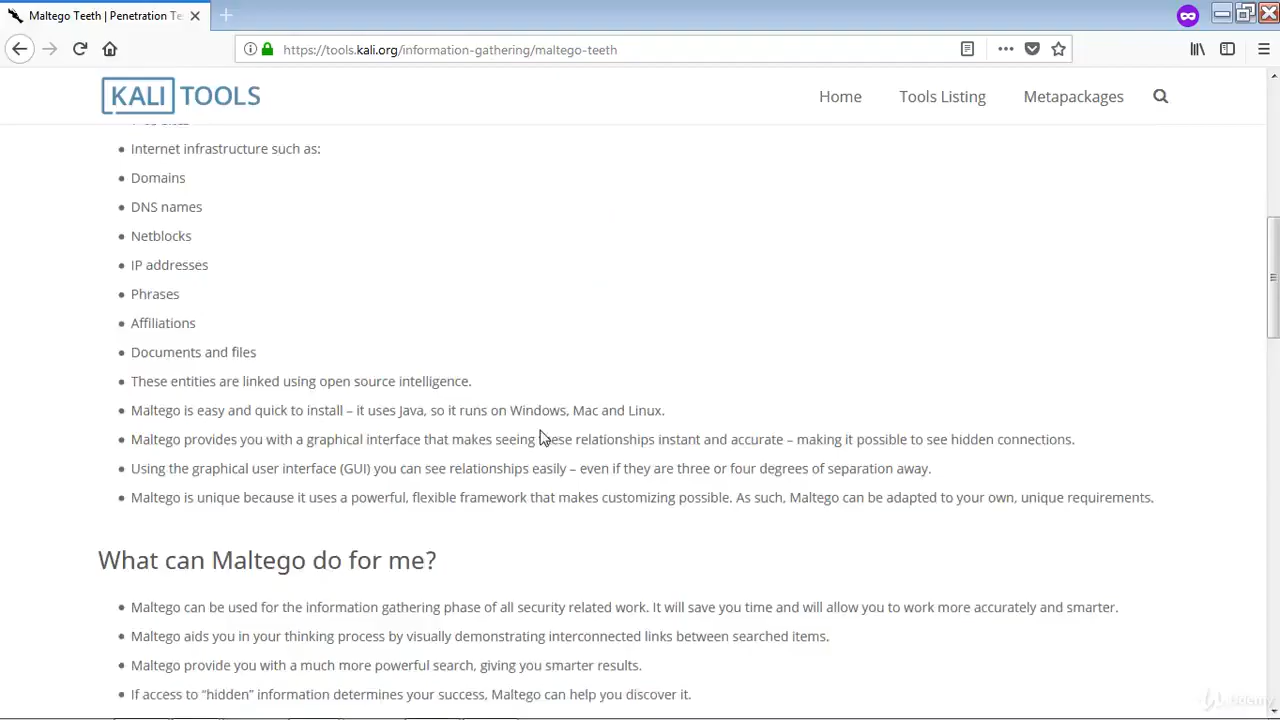 Maltego Teeth | Penetration Te
https://tools.kali.org/information-gathering/maltego-teeth
KALI TOOLS
Home
Tools Listing
Metapackages
Internet infrastructure such as:
Domains
DNS names
Netblocks
IP addresses
Phrases
Affiliations
Documents and files
These entities are linked using open source intelligence.
Maltego is easy and quick to install – it uses Java, so it runs on Windows, Mac and Linux.
Maltego provides you with a graphical interface that makes seeing these relationships instant and accurate – making it possible to see hidden connections.
Using the graphical user interface (GUI) you can see relationships easily – even if they are three or four degrees of separation away.
Maltego is unique because it uses a powerful, flexible framework that makes customizing possible. As such, Maltego can be adapted to your own, unique requirements.
What can Maltego do for me?
Maltego can be used for the information gathering phase of all security related work. It will save you time and will allow you to work more accurately and smarter.
Maltego aids you in your thinking process by visually demonstrating interconnected links between searched items.
Maltego provide you with a much more powerful search, giving you smarter results.
If access to “hidden” information determines your success, Maltego can help you discover it.
Udemy